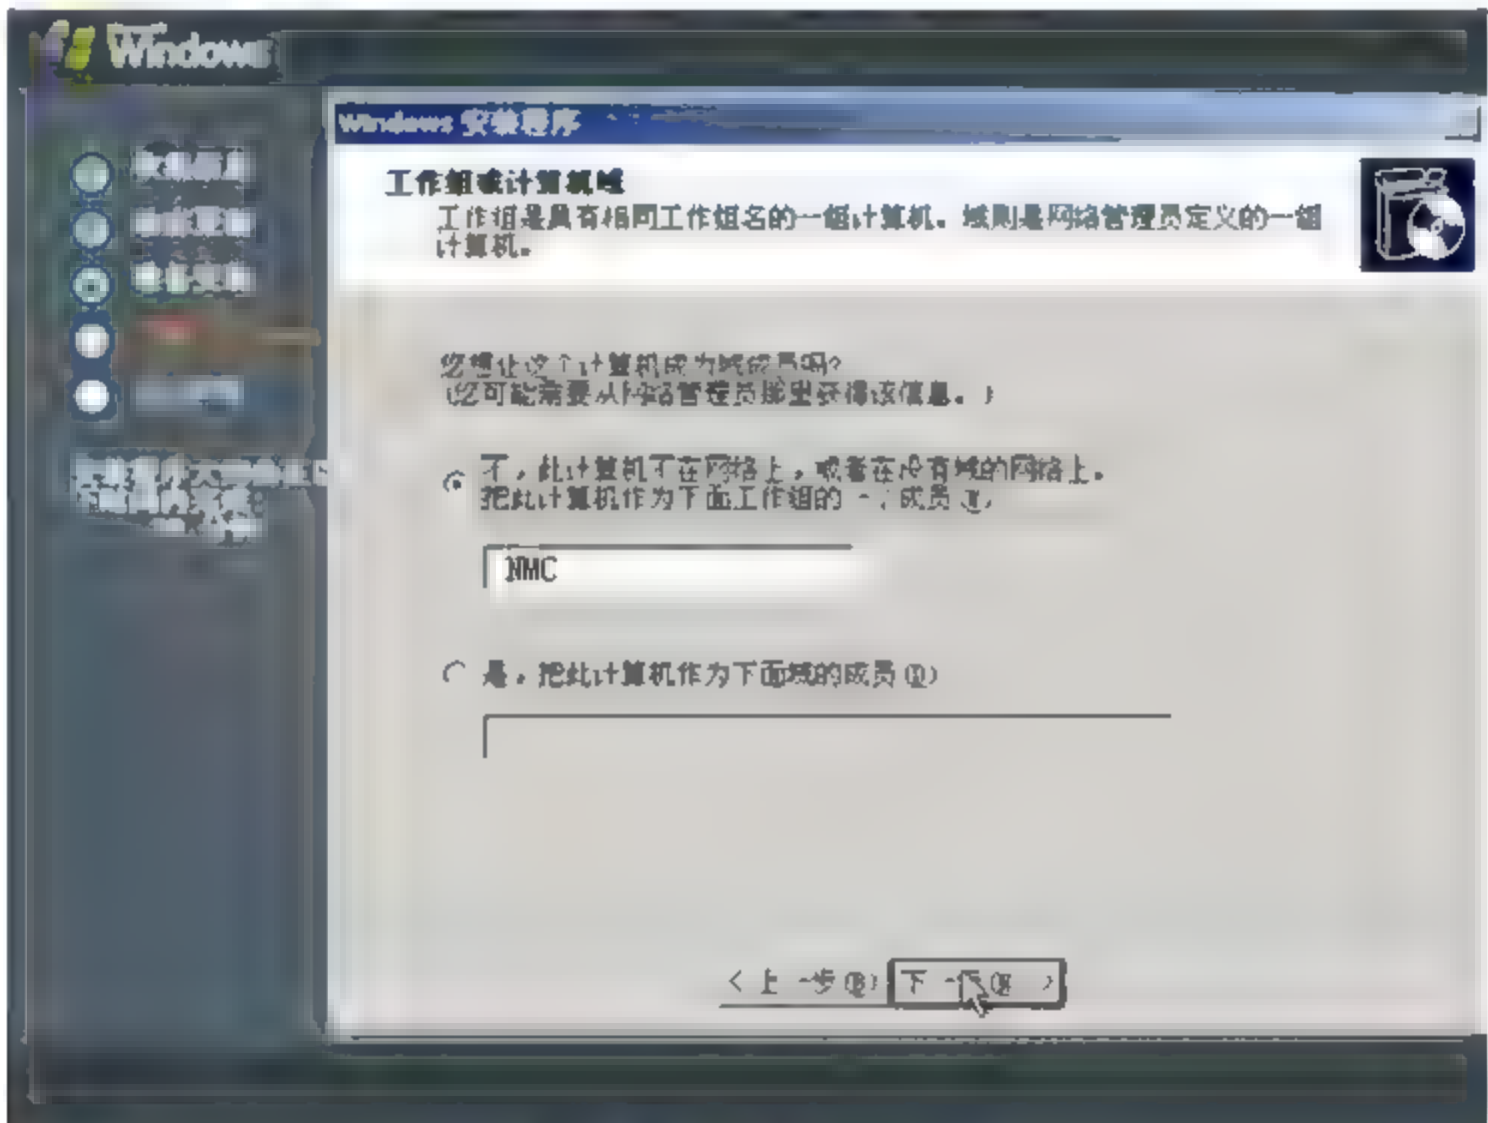 Windows
Windows 安装程序
工作组或计算机域
工作组是具有相同工作组名的一组计算机。域则是网络管理员定义的一组
计算机。
您想让这个计算机成为域成员吗?
(您可能需要从网络管理员那里获得该信息。)
不，此计算机不在网络上，或者在没有域的网络上。
把此计算机作为下面工作组的一个成员(W)
NMC
是，把此计算机作为下面域的成员(D)
< 上一步(B)
下一步(N) >